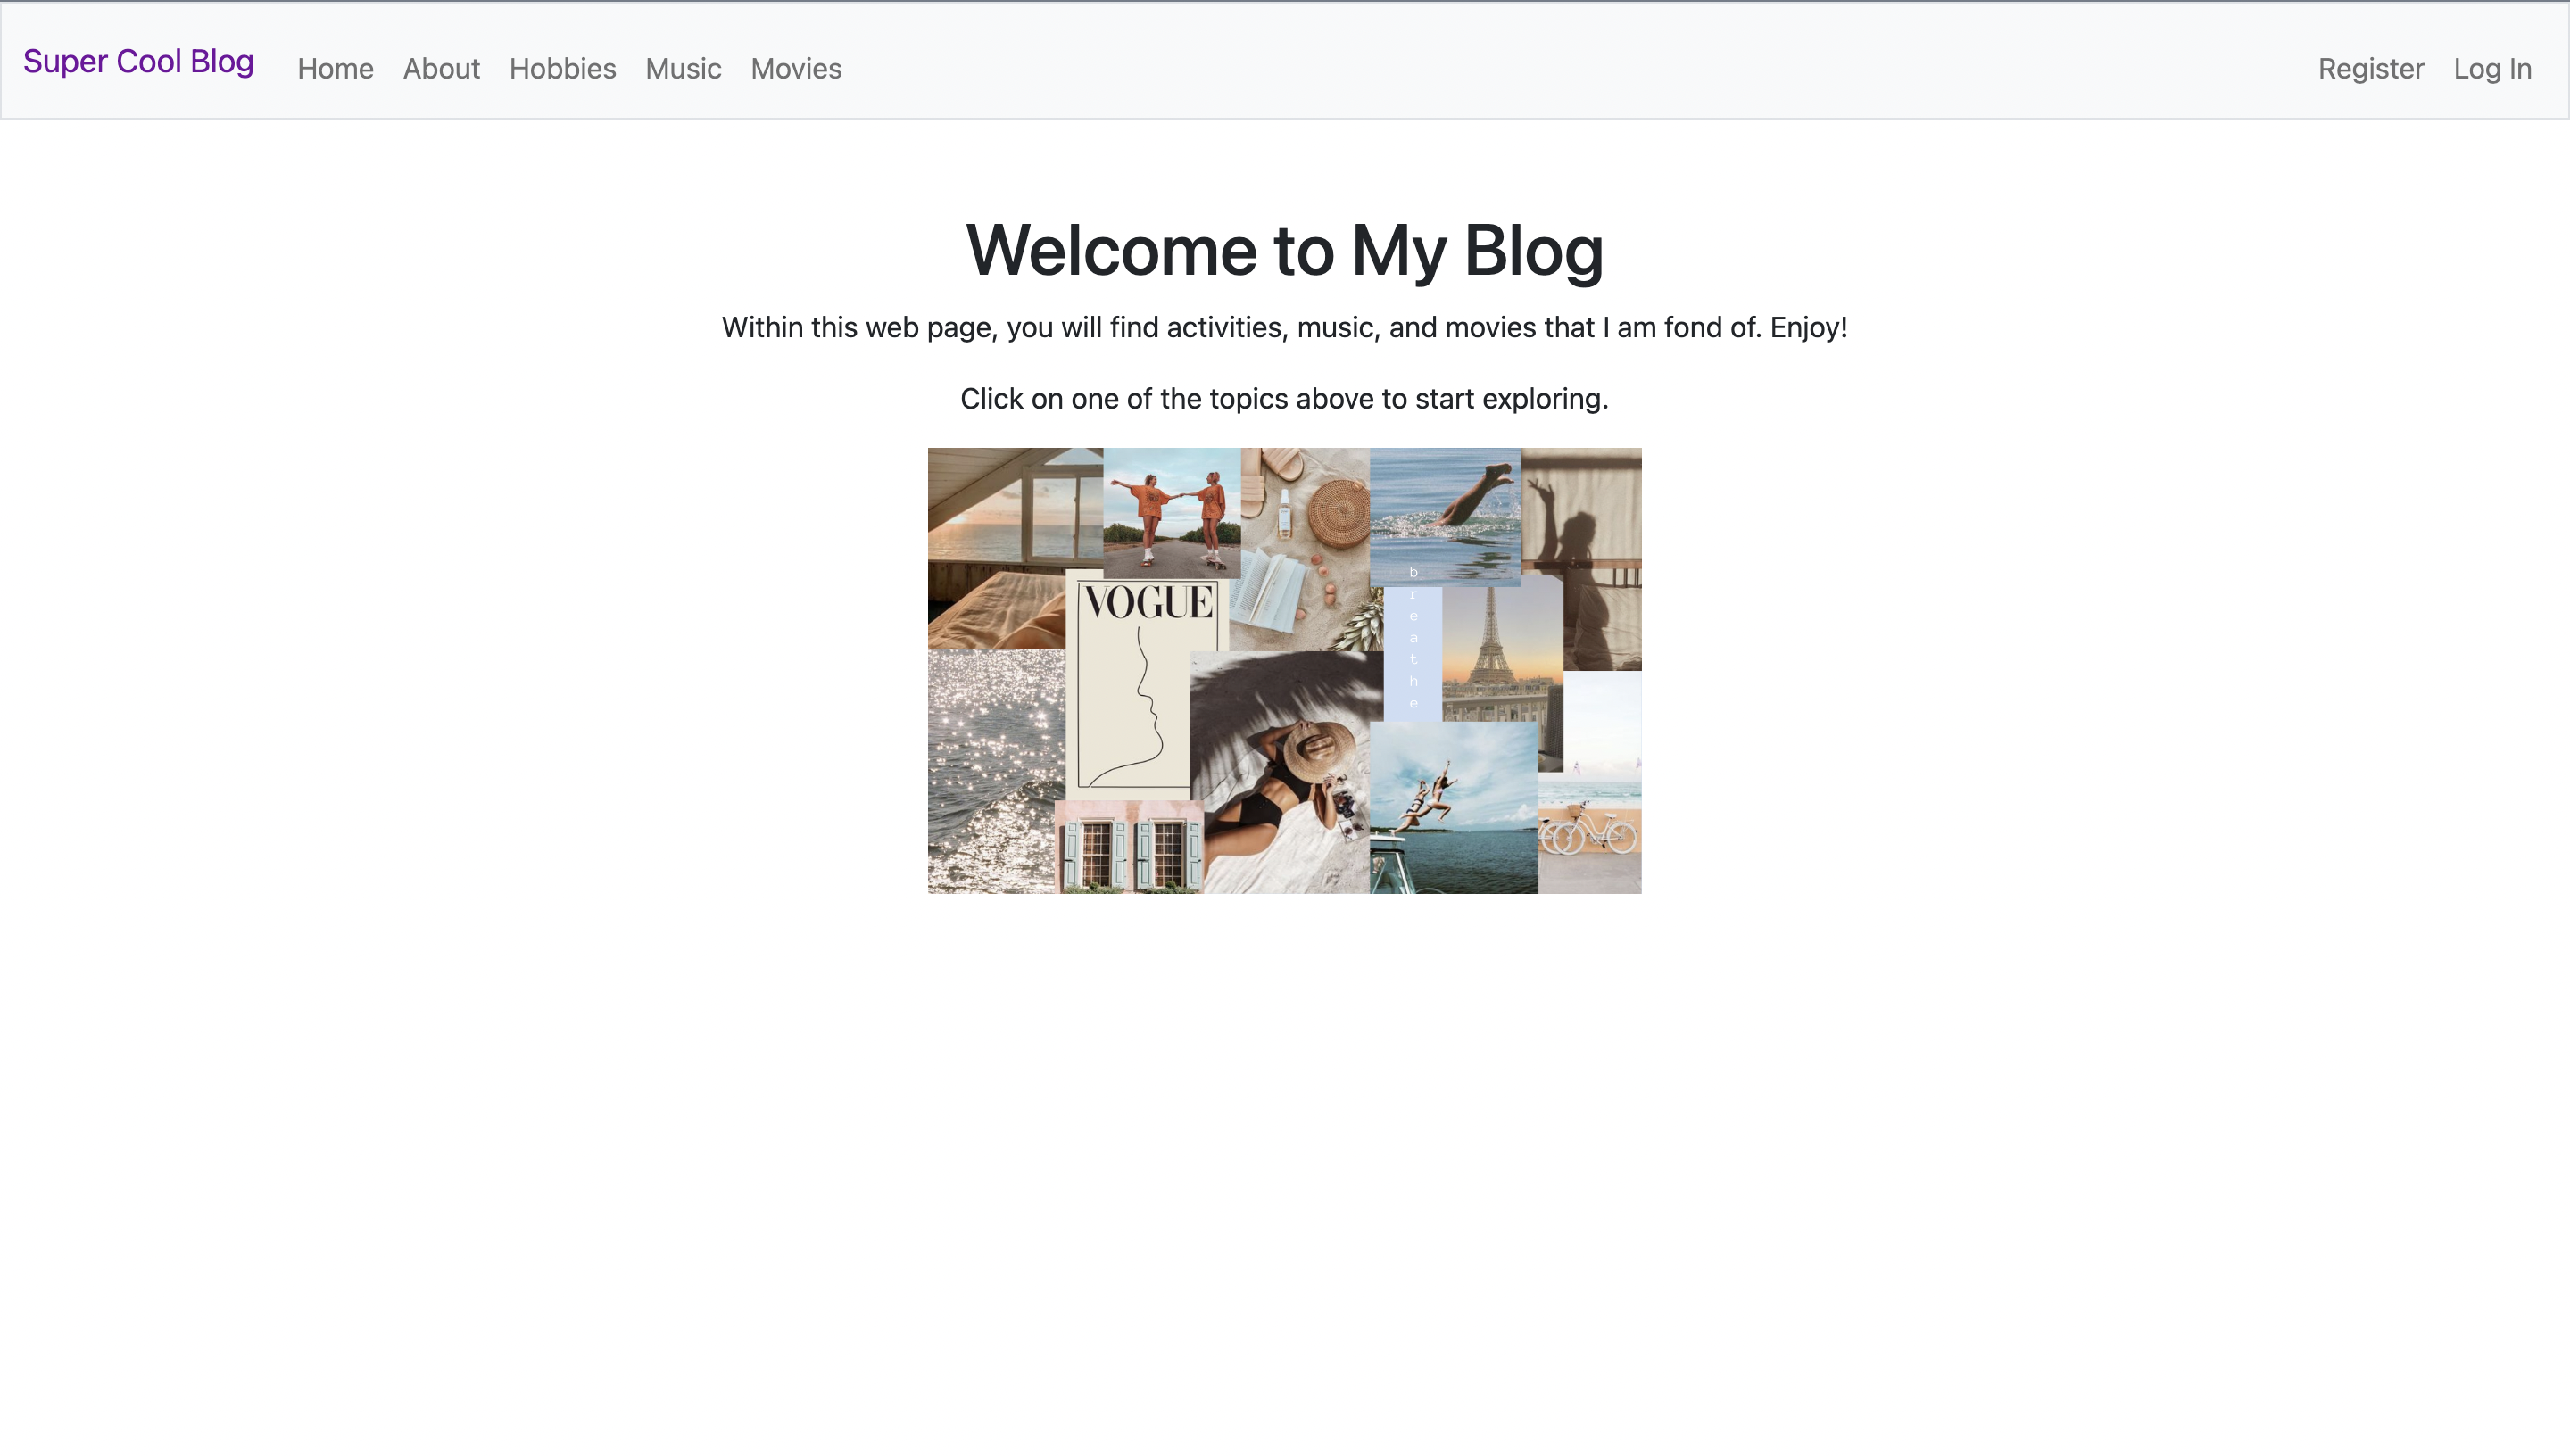 Super Cool Blog Home About Hobbies Music Movies Register Log In
Welcome to My Blog
Within this web page, you will find activities, music, and movies that I am fond of. Enjoy!
Click on one of the topics above to start exploring.
VOGUE
breathe